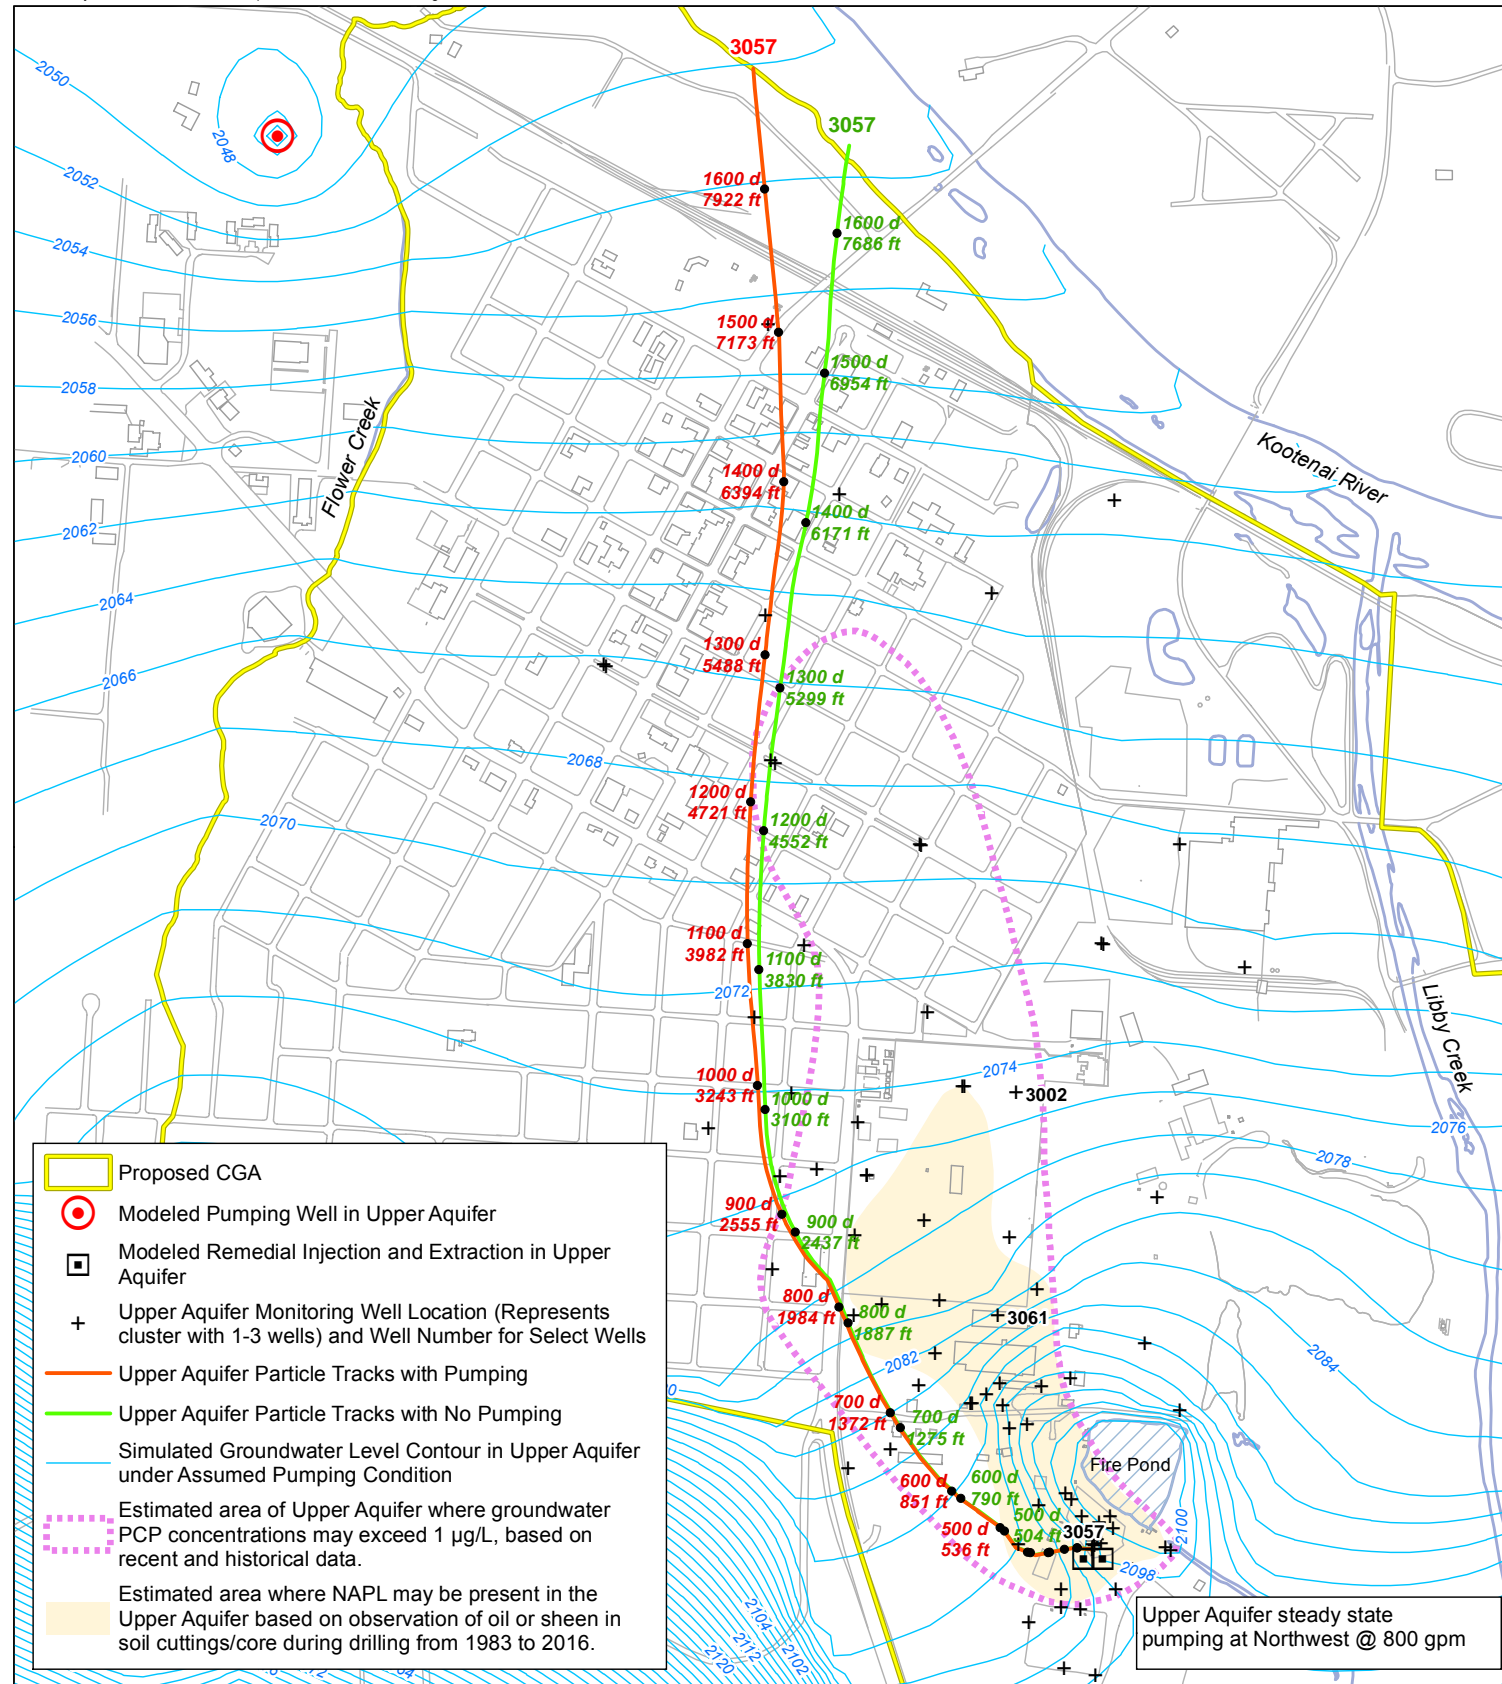 3057
3057
2050
2048
2052
2054
2056
2058
2060
2062
2064
2066
2068
2070
2072
2074
2076
2078
2082
2084
2100
2098
2104
2112
2120
2102
1600 d
7922 ft
1600 d
7686 ft
1500 d
7173 ft
1500 d
6954 ft
1400 d
6394 ft
1400 d
6171 ft
1300 d
5488 ft
1300 d
5299 ft
1200 d
4721 ft
1200 d
4552 ft
1100 d
3982 ft
1100 d
3830 ft
1000 d
3243 ft
1000 d
3100 ft
900 d
2555 ft
900 d
2437 ft
800 d
1984 ft
800 d
1887 ft
700 d
1372 ft
700 d
1275 ft
600 d
851 ft
600 d
790 ft
500 d
536 ft
500 d
504 ft
Flower Creek
Kootenai River
Libby Creek
3002
3061
Fire Pond
3057
Proposed CGA
Modeled Pumping Well in Upper Aquifer
Modeled Remedial Injection and Extraction in Upper
Aquifer
Upper Aquifer Monitoring Well Location (Represents
cluster with 1-3 wells) and Well Number for Select Wells
Upper Aquifer Particle Tracks with Pumping
Upper Aquifer Particle Tracks with No Pumping
Simulated Groundwater Level Contour in Upper Aquifer
under Assumed Pumping Condition
Estimated area of Upper Aquifer where groundwater
PCP concentrations may exceed 1 µg/L, based on
recent and historical data.
Estimated area where NAPL may be present in the
Upper Aquifer based on observation of oil or sheen in
soil cuttings/core during drilling from 1983 to 2016.
Upper Aquifer steady state
pumping at Northwest @ 800 gpm